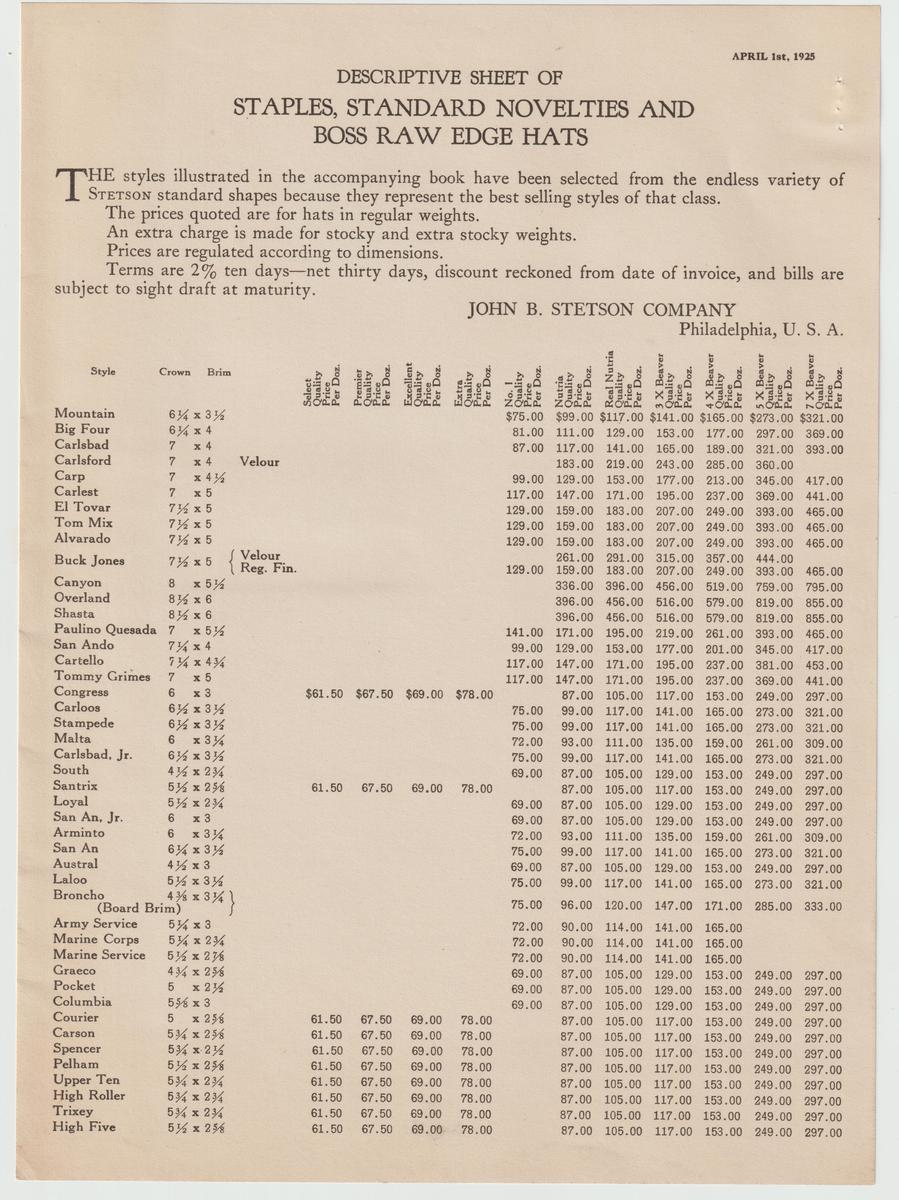 APRIL 1st, 1925
DESCRIPTIVE SHEET OF
STAPLES, STANDARD NOVELTIES AND
BOSS RAW EDGE HATS
THE styles illustrated in the accompanying book have been selected from the endless variety of
STETSON standard shapes because they represent the best selling styles of that class.
The prices quoted are for hats in regular weights.
An extra charge is made for stocky and extra stocky weights.
Prices are regulated according to dimensions.
Terms are 2% ten days—net thirty days, discount reckoned from date of invoice, and bills are
subject to sight draft at maturity.
JOHN B. STETSON COMPANY
Philadelphia, U. S. A.
Style Crown Brim Select Quality Price Per Doz. Premier Quality Price Per Doz. Excellent Quality Price Per Doz. Extra Quality Price Per Doz. No. 1 Quality Price Per Doz. Nutria Quality Price Per Doz. Real Nutria Quality Price Per Doz. 3 X Beaver Quality Price Per Doz. 4 X Beaver Quality Price Per Doz. 5 X Beaver Quality Price Per Doz. 7 X Beaver Quality Price Per Doz.
Mountain 6¼ x 3½ $75.00 $99.00 $117.00 $141.00 $165.00 $273.00 $321.00
Big Four 6¼ x 4 81.00 111.00 129.00 153.00 177.00 297.00 369.00
Carlsbad 7 x 4 87.00 117.00 141.00 165.00 189.00 321.00 393.00
Carlsford 7 x 4 Velour 183.00 219.00 243.00 285.00 360.00
Carp 7 x 4½ 99.00 129.00 153.00 177.00 213.00 345.00 417.00
Carlest 7 x 5 117.00 147.00 171.00 195.00 237.00 369.00 441.00
El Tovar 7½ x 5 129.00 159.00 183.00 207.00 249.00 393.00 465.00
Tom Mix 7½ x 5 129.00 159.00 183.00 207.00 249.00 393.00 465.00
Alvarado 7½ x 5 129.00 159.00 183.00 207.00 249.00 393.00 465.00
Buck Jones 7½ x 5 { Velour 261.00 291.00 315.00 357.00 444.00
Reg. Fin. 129.00 159.00 183.00 207.00 249.00 393.00 465.00
Canyon 8 x 5½ 336.00 396.00 456.00 519.00 759.00 795.00
Overland 8½ x 6 396.00 456.00 516.00 579.00 819.00 855.00
Shasta 8½ x 6 396.00 456.00 516.00 579.00 819.00 855.00
Paulino Quesada 7 x 5½ 141.00 171.00 195.00 219.00 261.00 393.00 465.00
San Ando 7¼ x 4 99.00 129.00 153.00 177.00 201.00 345.00 417.00
Cartello 7¼ x 4¾ 117.00 147.00 171.00 195.00 237.00 381.00 453.00
Tommy Grimes 7 x 5 117.00 147.00 171.00 195.00 237.00 369.00 441.00
Congress 6 x 3 $61.50 $67.50 $69.00 $78.00 87.00 105.00 117.00 153.00 249.00 297.00
Carloos 6½ x 3½ 75.00 99.00 117.00 141.00 165.00 273.00 321.00
Stampede 6½ x 3½ 75.00 99.00 117.00 141.00 165.00 273.00 321.00
Malta 6 x 3¼ 72.00 93.00 111.00 135.00 159.00 261.00 309.00
Carlsbad, Jr. 6½ x 3½ 75.00 99.00 117.00 141.00 165.00 273.00 321.00
South 4½ x 2¾ 69.00 87.00 105.00 129.00 153.00 249.00 297.00
Santrix 5½ x 2⅝ 61.50 67.50 69.00 78.00 87.00 105.00 117.00 153.00 249.00 297.00
Loyal 5½ x 2¾ 69.00 87.00 105.00 129.00 153.00 249.00 297.00
San An, Jr. 6 x 3 69.00 87.00 105.00 129.00 153.00 249.00 297.00
Arminto 6 x 3¼ 72.00 93.00 111.00 135.00 159.00 261.00 309.00
San An 6¼ x 3½ 75.00 99.00 117.00 141.00 165.00 273.00 321.00
Austral 4½ x 3 69.00 87.00 105.00 129.00 153.00 249.00 297.00
Laloo 5½ x 3½ 75.00 99.00 117.00 141.00 165.00 273.00 321.00
Broncho 4⅜ x 3¼ }
(Board Brim) 75.00 96.00 120.00 147.00 171.00 285.00 333.00
Army Service 5¼ x 3 72.00 90.00 114.00 141.00 165.00
Marine Corps 5¼ x 2¾ 72.00 90.00 114.00 141.00 165.00
Marine Service 5½ x 2⅞ 72.00 90.00 114.00 141.00 165.00
Graeco 4¾ x 2⅝ 69.00 87.00 105.00 129.00 153.00 249.00 297.00
Pocket 5 x 2½ 69.00 87.00 105.00 129.00 153.00 249.00 297.00
Columbia 5⅝ x 3 69.00 87.00 105.00 129.00 153.00 249.00 297.00
Courier 5 x 2⅝ 61.50 67.50 69.00 78.00 87.00 105.00 117.00 153.00 249.00 297.00
Carson 5¾ x 2⅝ 61.50 67.50 69.00 78.00 87.00 105.00 117.00 153.00 249.00 297.00
Spencer 5¾ x 2½ 61.50 67.50 69.00 78.00 87.00 105.00 117.00 153.00 249.00 297.00
Pelham 5½ x 2⅝ 61.50 67.50 69.00 78.00 87.00 105.00 117.00 153.00 249.00 297.00
Upper Ten 5¾ x 2¾ 61.50 67.50 69.00 78.00 87.00 105.00 117.00 153.00 249.00 297.00
High Roller 5¾ x 2¾ 61.50 67.50 69.00 78.00 87.00 105.00 117.00 153.00 249.00 297.00
Trixey 5¾ x 2¾ 61.50 67.50 69.00 78.00 87.00 105.00 117.00 153.00 249.00 297.00
High Five 5½ x 2⅝ 61.50 67.50 69.00 78.00 87.00 105.00 117.00 153.00 249.00 297.00